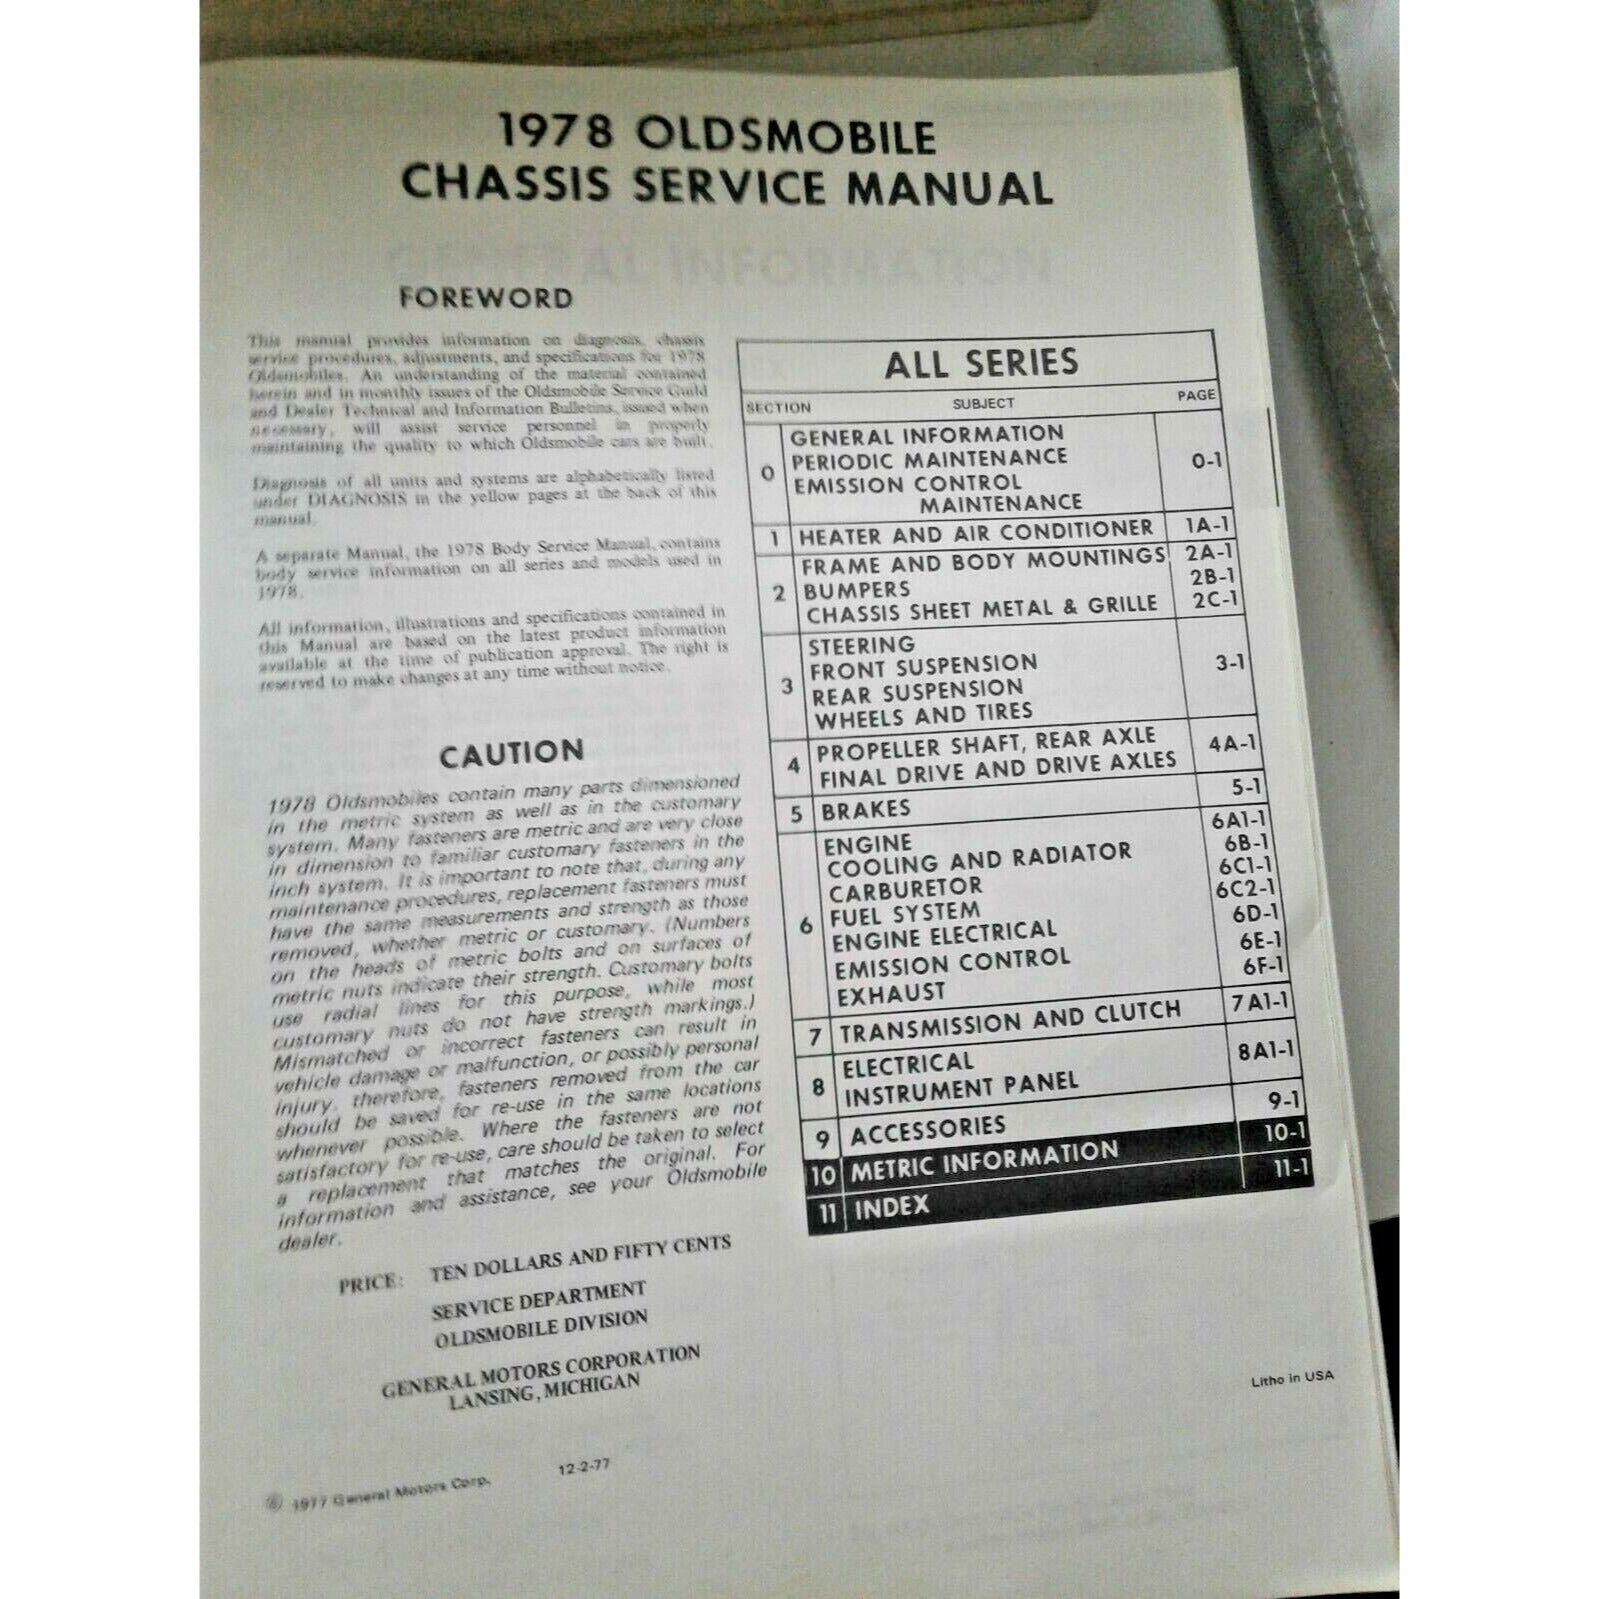 1978 OLDSMOBILE
CHASSIS SERVICE MANUAL
GENERAL INFORMATION
FOREWORD
This manual provides information on diagnosis, chassis
service procedures, adjustments, and specifications for 1978
Oldsmobiles. An understanding of the material contained
herein and in monthly issues of the Oldsmobile Service Guild
and Dealer Technical and Information Bulletins, issued when
necessary, will assist service personnel in properly
maintaining the quality to which Oldsmobile cars are built.
Diagnosis of all units and systems are alphabetically listed
under DIAGNOSIS in the yellow pages at the back of this
manual.
A separate Manual, the 1978 Body Service Manual, contains
body service information on all series and models used in
1978.
All information, illustrations and specifications contained in
this Manual are based on the latest product information
available at the time of publication approval. The right is
reserved to make changes at any time without notice.
CAUTION
1978 Oldsmobiles contain many parts dimensioned
in the metric system as well as in the customary
system. Many fasteners are metric and are very close
in dimension to familiar customary fasteners in the
inch system. It is important to note that, during any
maintenance procedures, replacement fasteners must
have the same measurements and strength as those
removed, whether metric or customary. (Numbers
on the heads of metric bolts and on surfaces of
metric nuts indicate their strength. Customary bolts
use radial lines for this purpose, while most
customary nuts do not have strength markings.)
Mismatched or incorrect fasteners can result in
vehicle damage or malfunction, or possibly personal
injury. therefore, fasteners removed from the car
should be saved for re-use in the same locations
whenever possible. Where the fasteners are not
satisfactory for re-use, care should be taken to select
a replacement that matches the original. For
information and assistance, see your Oldsmobile
dealer.
PRICE: TEN DOLLARS AND FIFTY CENTS
SERVICE DEPARTMENT
OLDSMOBILE DIVISION
GENERAL MOTORS CORPORATION
LANSING, MICHIGAN
© 1977 General Motors Corp. 12-2-77
ALL SERIES
SECTION SUBJECT PAGE
0 GENERAL INFORMATION
PERIODIC MAINTENANCE 0-1
EMISSION CONTROL
MAINTENANCE
1 HEATER AND AIR CONDITIONER 1A-1
2 FRAME AND BODY MOUNTINGS 2A-1
BUMPERS 2B-1
CHASSIS SHEET METAL & GRILLE 2C-1
3 STEERING
FRONT SUSPENSION 3-1
REAR SUSPENSION
WHEELS AND TIRES
4 PROPELLER SHAFT, REAR AXLE 4A-1
FINAL DRIVE AND DRIVE AXLES
5 BRAKES 5-1
6 ENGINE 6A1-1
COOLING AND RADIATOR 6B-1
CARBURETOR 6C1-1
FUEL SYSTEM 6C2-1
ENGINE ELECTRICAL 6D-1
EMISSION CONTROL 6E-1
EXHAUST 6F-1
7 TRANSMISSION AND CLUTCH 7A1-1
8 ELECTRICAL 8A1-1
INSTRUMENT PANEL
9 ACCESSORIES 9-1
10 METRIC INFORMATION 10-1
11 INDEX 11-1
Litho in USA